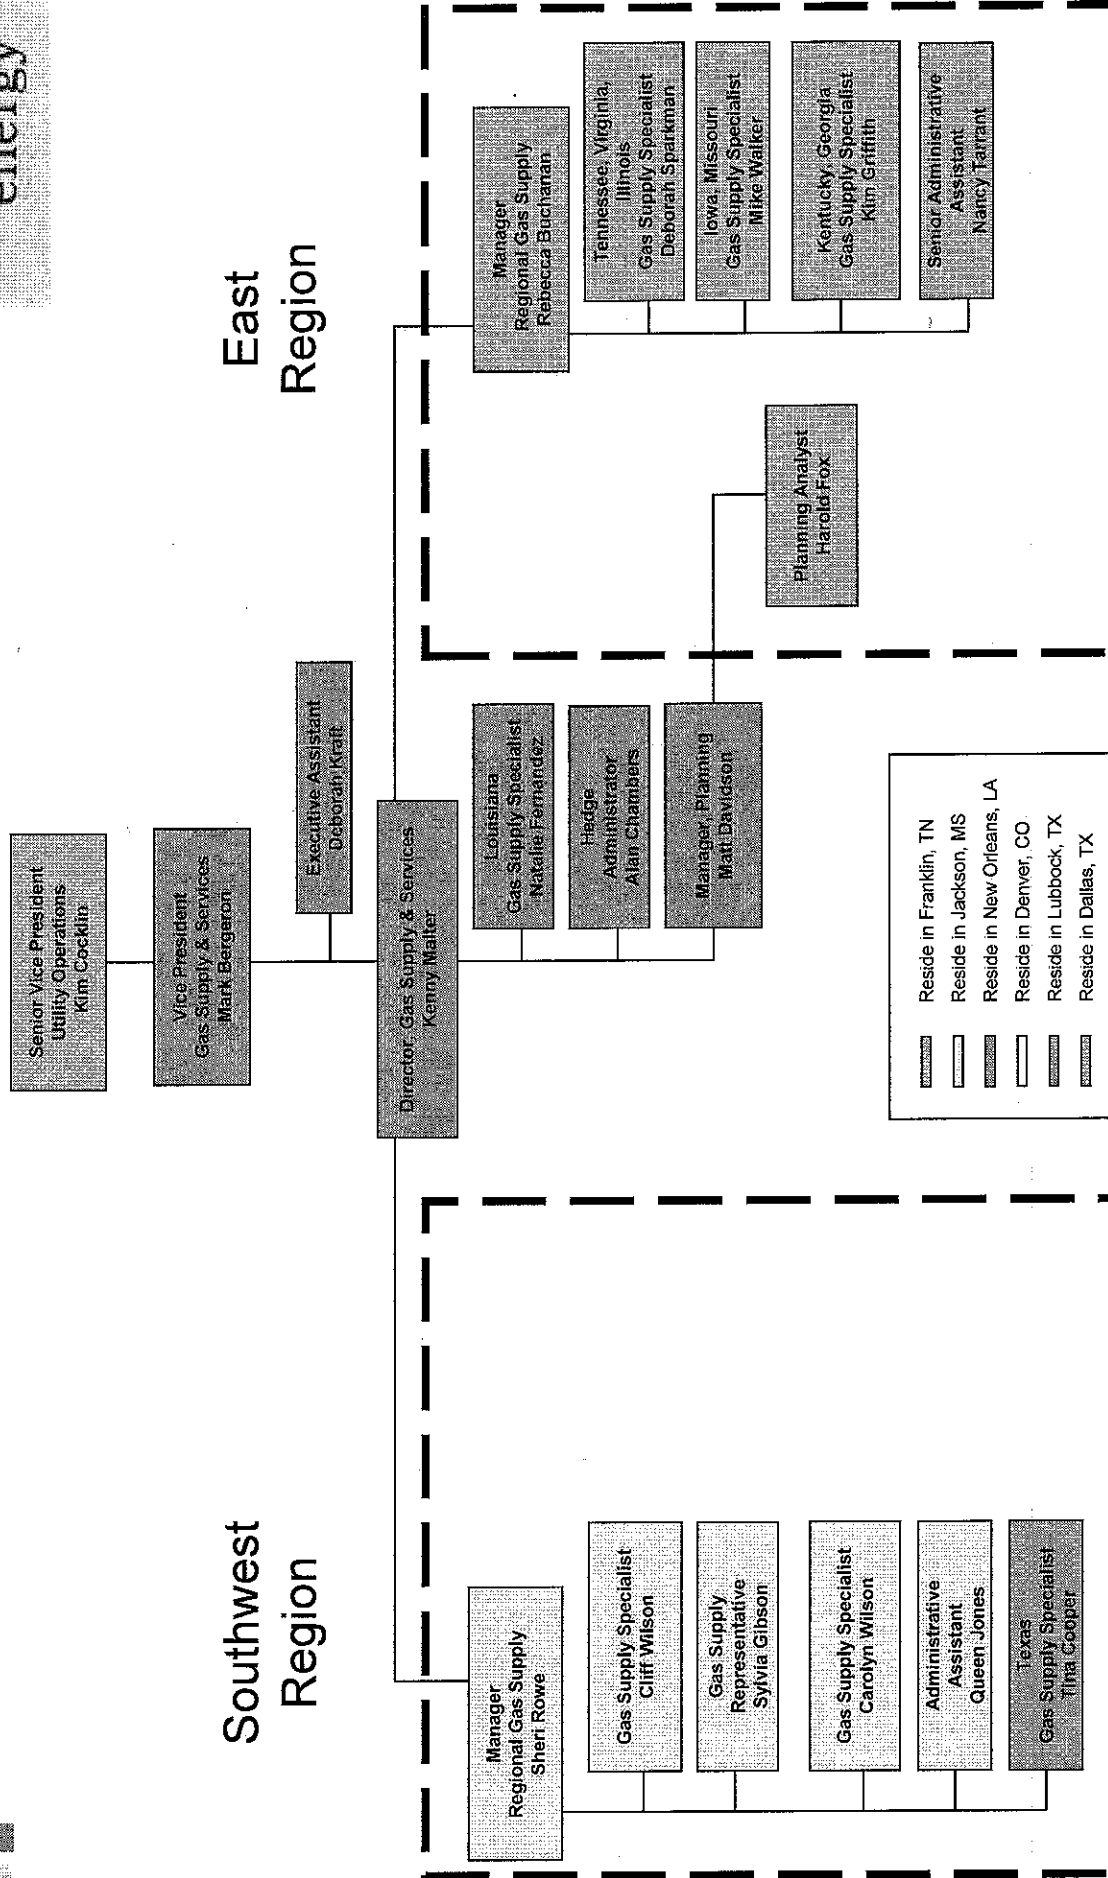 energy
Senior Vice President
Utility Operations
Kim Cocklin
Vice President
Gas Supply & Services
Mark Bergeron
Executive Assistant
Deborah Kraft
Director, Gas Supply & Services
Kenny Malter
Southwest
Region
East
Region
Manager
Regional Gas Supply
Sheri Rowe
Gas Supply Specialist
Cliff Wilson
Gas Supply
Representative
Sylvia Gibson
Gas Supply Specialist
Carolyn Wilson
Administrative
Assistant
Queen Jones
Texas
Gas Supply Specialist
Tina Cooper
Louisiana
Gas Supply Specialist
Natalie Fernandez
Hedge
Administrator
Alan Chambers
Manager, Planning
Matt Davidson
Planning Analyst
Harold Fox
Manager
Regional Gas Supply
Rebecca Buchanan
Tennessee, Virginia,
Illinois
Gas Supply Specialist
Deborah Sparkman
Iowa, Missouri
Gas Supply Specialist
Mike Walker
Kentucky Georgia
Gas Supply Specialist
Kim Griffith
Senior Administrative
Assistant
Nancy Tarrant
Reside in Franklin, TN
Reside in Jackson, MS
Reside in New Orleans, LA
Reside in Denver, CO
Reside in Lubbock, TX
Reside in Dallas, TX